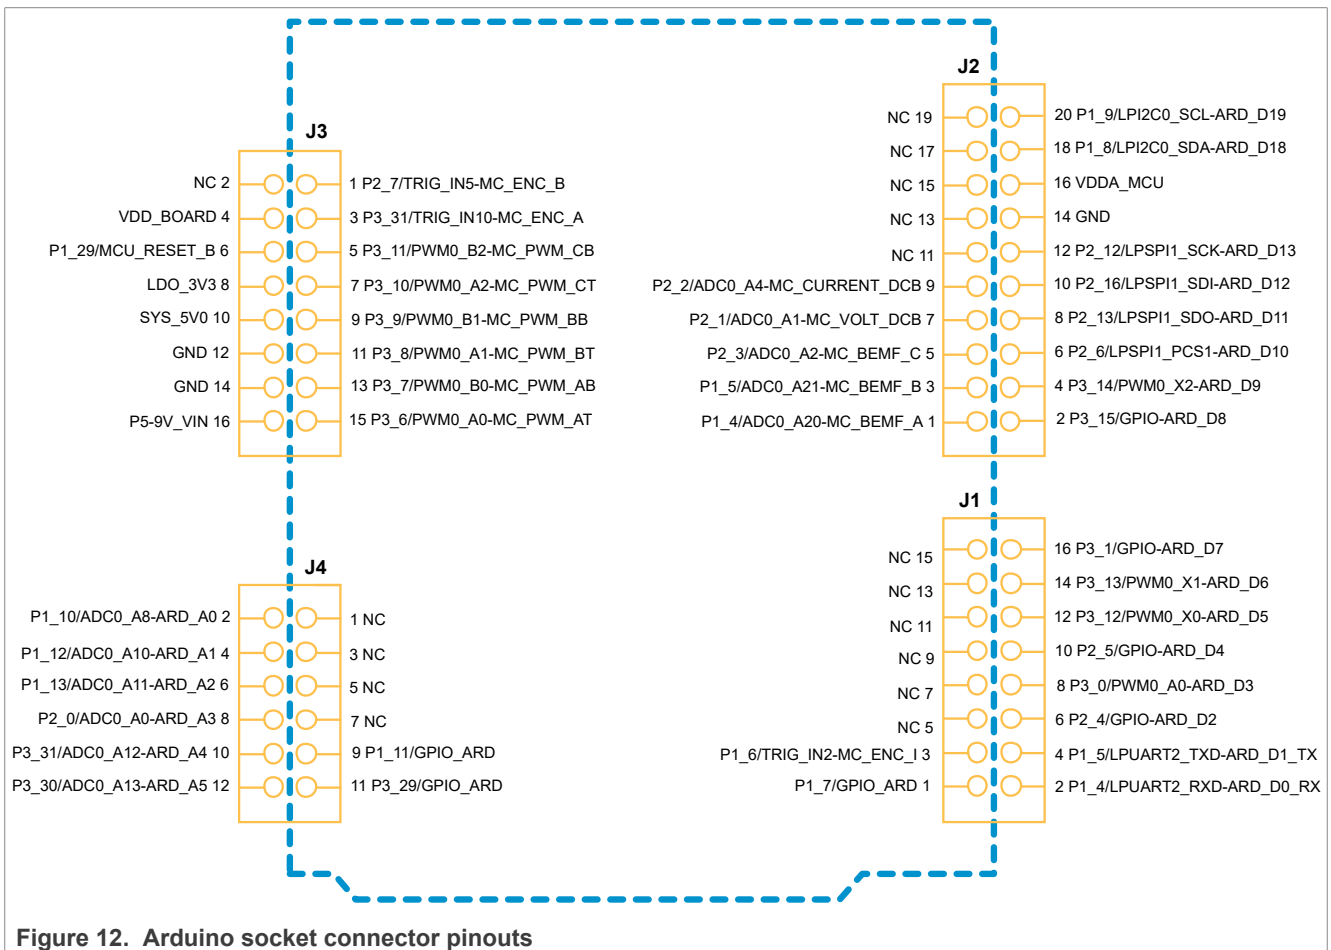 J3
NC 2
1 P2_7/TRIG_IN5-MC_ENC_B
VDD_BOARD 4
3 P3_31/TRIG_IN10-MC_ENC_A
P1_29/MCU_RESET_B 6
5 P3_11/PWM0_B2-MC_PWM_CB
LDO_3V3 8
7 P3_10/PWM0_A2-MC_PWM_CT
SYS_5V0 10
9 P3_9/PWM0_B1-MC_PWM_BB
GND 12
11 P3_8/PWM0_A1-MC_PWM_BT
GND 14
13 P3_7/PWM0_B0-MC_PWM_AB
P5-9V_VIN 16
15 P3_6/PWM0_A0-MC_PWM_AT
J2
NC 19
20 P1_9/LPI2C0_SCL-ARD_D19
NC 17
18 P1_8/LPI2C0_SDA-ARD_D18
NC 15
16 VDDA_MCU
NC 13
14 GND
NC 11
12 P2_12/LPSPI1_SCK-ARD_D13
P2_2/ADC0_A4-MC_CURRENT_DCB 9
10 P2_16/LPSPI1_SDI-ARD_D12
P2_1/ADC0_A1-MC_VOLT_DCB 7
8 P2_13/LPSPI1_SDO-ARD_D11
P2_3/ADC0_A2-MC_BEMF_C 5
6 P2_6/LPSPI1_PCS1-ARD_D10
P1_5/ADC0_A21-MC_BEMF_B 3
4 P3_14/PWM0_X2-ARD_D9
P1_4/ADC0_A20-MC_BEMF_A 1
2 P3_15/GPIO-ARD_D8
J4
P1_10/ADC0_A8-ARD_A0 2
1 NC
P1_12/ADC0_A10-ARD_A1 4
3 NC
P1_13/ADC0_A11-ARD_A2 6
5 NC
P2_0/ADC0_A0-ARD_A3 8
7 NC
P3_31/ADC0_A12-ARD_A4 10
9 P1_11/GPIO_ARD
P3_30/ADC0_A13-ARD_A5 12
11 P3_29/GPIO_ARD
J1
NC 15
16 P3_1/GPIO-ARD_D7
NC 13
14 P3_13/PWM0_X1-ARD_D6
NC 11
12 P3_12/PWM0_X0-ARD_D5
NC 9
10 P2_5/GPIO-ARD_D4
NC 7
8 P3_0/PWM0_A0-ARD_D3
NC 5
6 P2_4/GPIO-ARD_D2
P1_6/TRIG_IN2-MC_ENC_I 3
4 P1_5/LPUART2_TXD-ARD_D1_TX
P1_7/GPIO_ARD 1
2 P1_4/LPUART2_RXD-ARD_D0_RX
Figure 12. Arduino socket connector pinouts